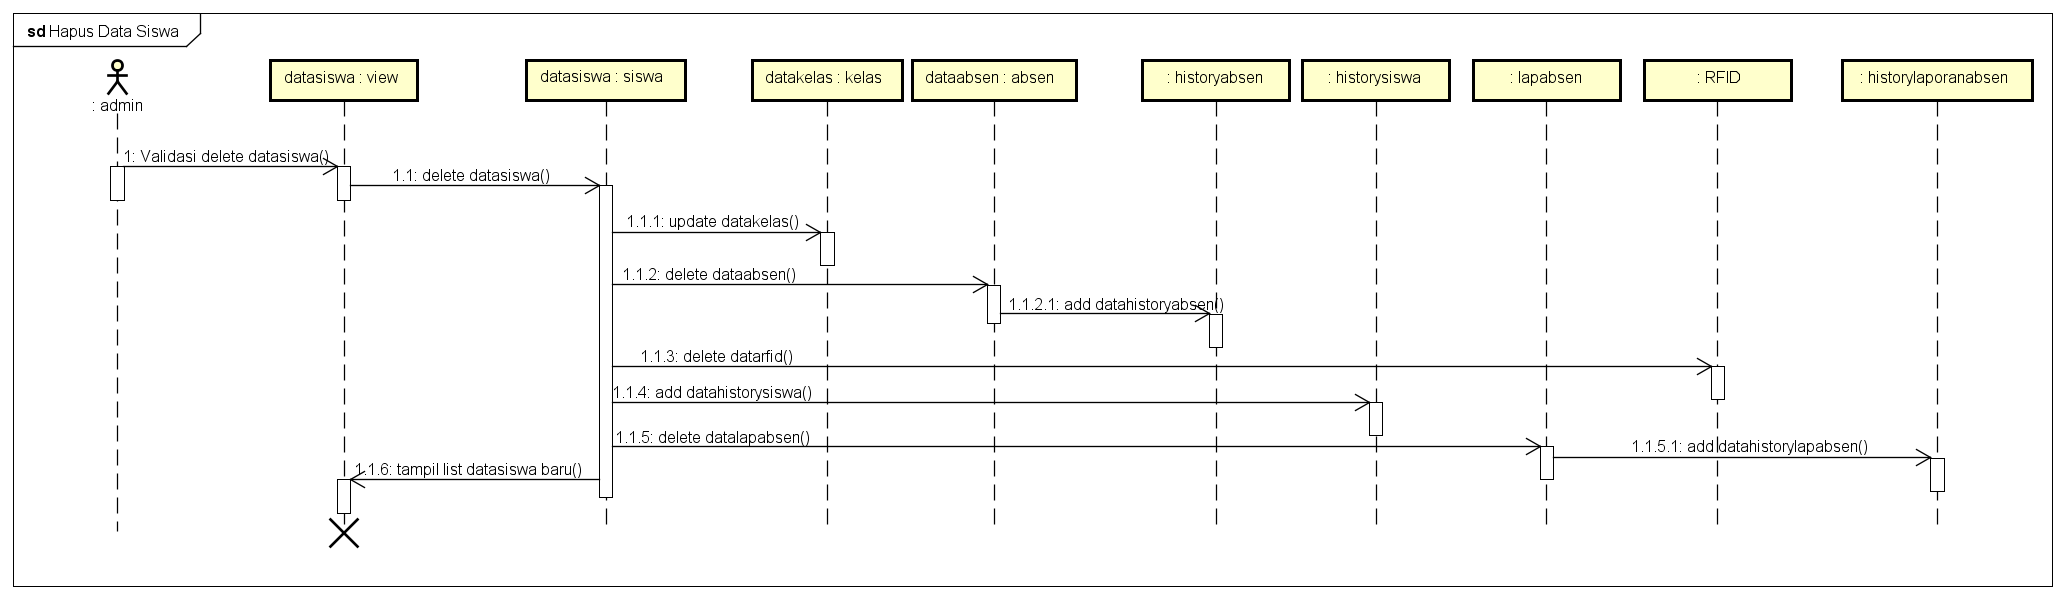 sd Hapus Data Siswa
: admin
datasiswa : view
datasiswa : siswa
datakelas : kelas
dataabsen : absen
: historyabsen
: historysiswa
: lapabsen
: RFID
: historylaporanabsen
1: Validasi delete datasiswa()
1.1: delete datasiswa()
1.1.1: update datakelas()
1.1.2: delete dataabsen()
1.1.2.1: add datahistoryabsen()
1.1.3: delete datarfid()
1.1.4: add datahistorysiswa()
1.1.5: delete datalapabsen()
1.1.5.1: add datahistorylapabsen()
1.1.6: tampil list datasiswa baru()